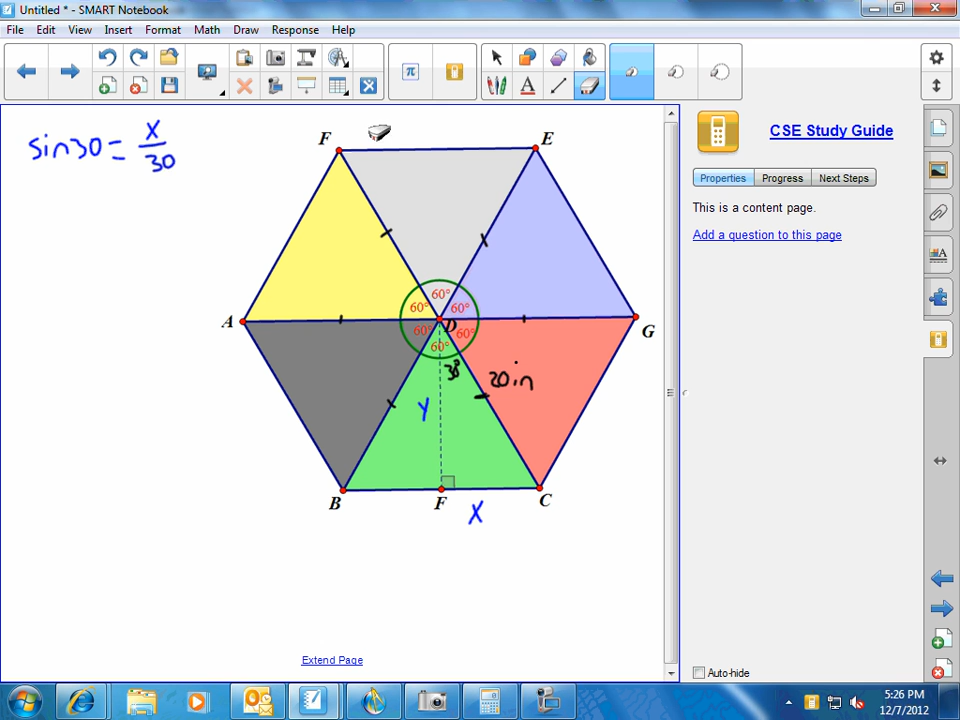 Untitled * - SMART Notebook
File Edit View Insert Format Math Draw Response Help
π
sin30 = x/30
F E
60°
60° 60°
A D G
60° 60°
60°
30°
20in
y
B F C
x
Extend Page
CSE Study Guide
Properties Progress Next Steps
This is a content page.
Add a question to this page
Auto-hide
5:26 PM
12/7/2012